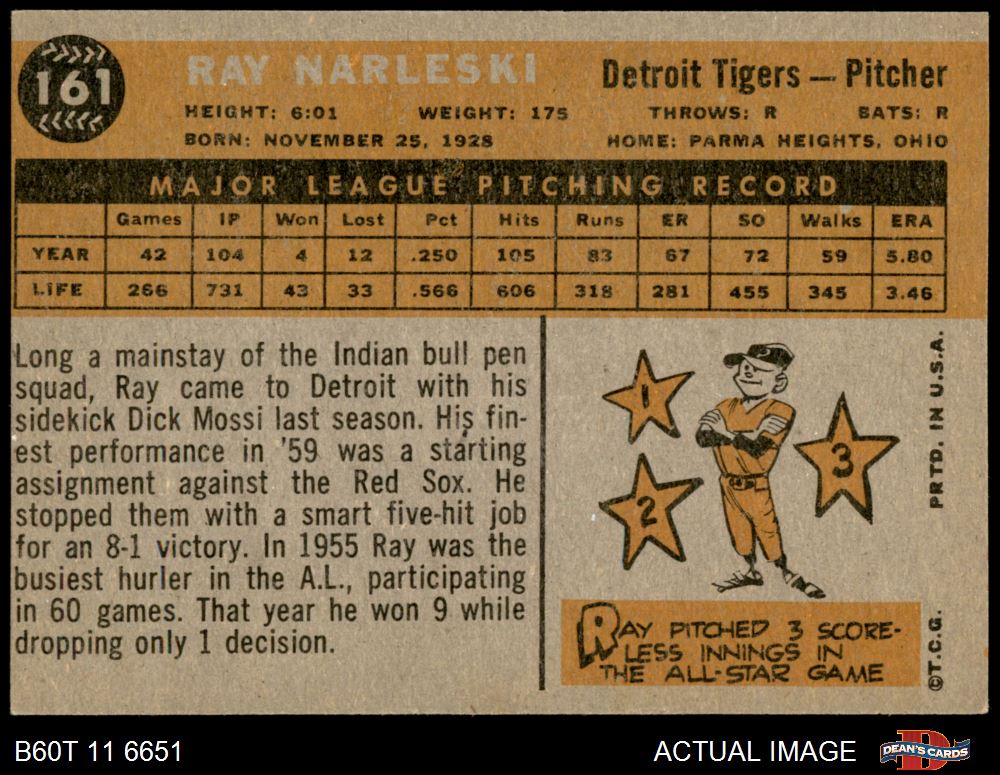 161
RAY NARLESKI
Detroit Tigers — Pitcher
HEIGHT: 6:01 WEIGHT: 175 THROWS: R BATS: R
BORN: NOVEMBER 25, 1928 HOME: PARMA HEIGHTS, OHIO
MAJOR LEAGUE PITCHING RECORD
Games IP Won Lost Pct Hits Runs ER SO Walks ERA
YEAR 42 104 4 12 .250 105 83 67 72 59 5.80
LIFE 266 731 43 33 .566 606 318 281 455 345 3.46
Long a mainstay of the Indian bull pen
squad, Ray came to Detroit with his
sidekick Dick Mossi last season. His fin-
est performance in '59 was a starting
assignment against the Red Sox. He
stopped them with a smart five-hit job
for an 8-1 victory. In 1955 Ray was the
busiest hurler in the A.L., participating
in 60 games. That year he won 9 while
dropping only 1 decision.
1
2
3
RAY PITCHED 3 SCORE-
LESS INNINGS IN
THE ALL-STAR GAME
PRTD. IN U.S.A.
©T.C.G.
B60T 11 6651
ACTUAL IMAGE
DEAN'S CARDS